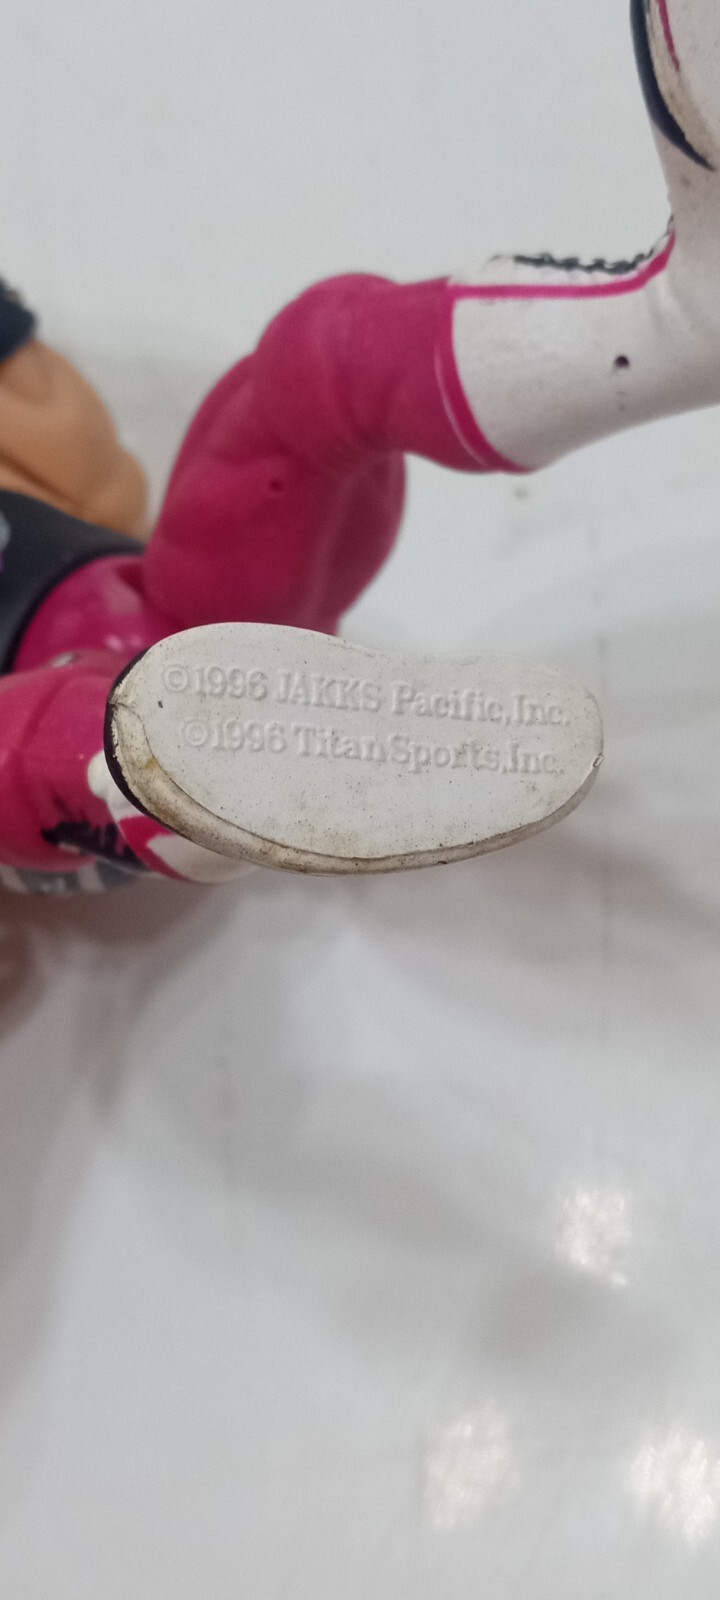 ©1996 JAKKS Pacific, Inc.
©1996 Titan Sports, Inc.